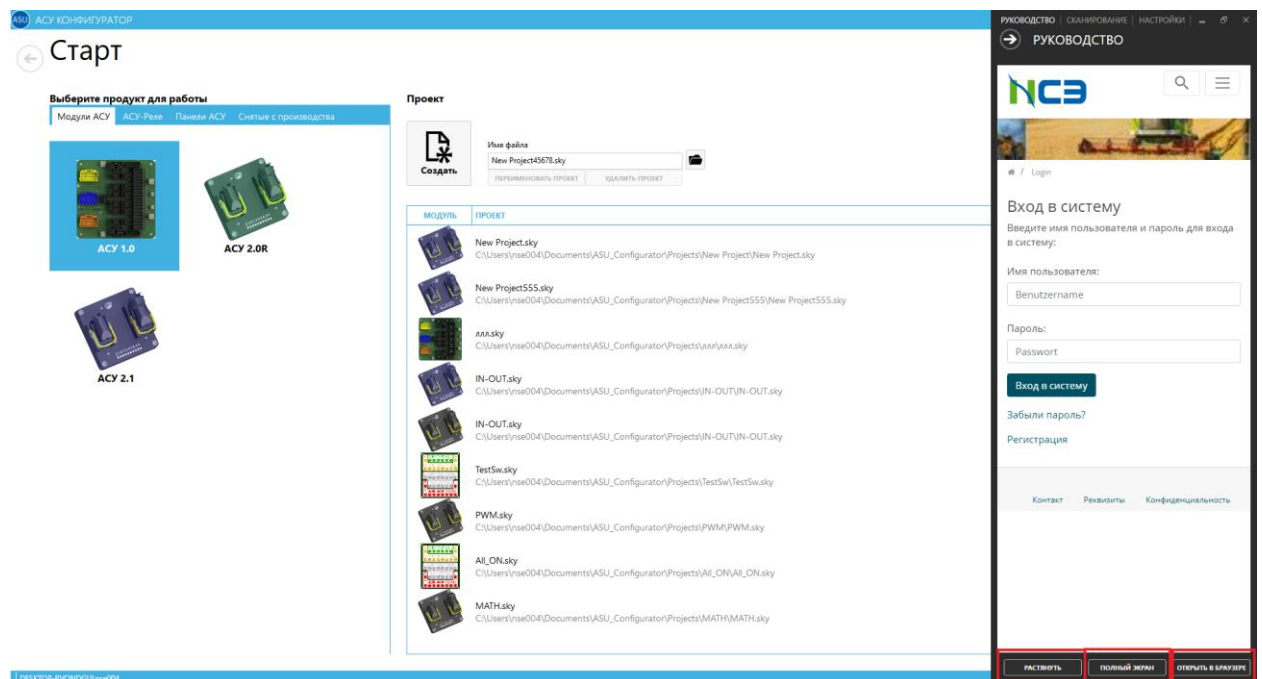 ASU АСУ КОНФИГУРАТОР
Старт
Выберите продукт для работы
Модули АСУ АСУ-Реле Панели АСУ Снятые с производства
АСУ 1.0
АСУ 2.0R
АСУ 2.1
Проект
Создать
Имя файла
New Project45678.sky
ПЕРЕИМЕНОВАТЬ ПРОЕКТ УДАЛИТЬ ПРОЕКТ
МОДУЛЬ ПРОЕКТ
New Project.sky
C:\Users\nse004\Documents\ASU_Configurator\Projects\New Project\New Project.sky
New Project555.sky
C:\Users\nse004\Documents\ASU_Configurator\Projects\New Project555\New Project555.sky
ллл.sky
C:\Users\nse004\Documents\ASU_Configurator\Projects\ллл\ллл.sky
IN-OUT.sky
C:\Users\nse004\Documents\ASU_Configurator\Projects\IN-OUT\IN-OUT.sky
IN-OUT.sky
C:\Users\nse004\Documents\ASU_Configurator\Projects\IN-OUT\IN-OUT.sky
TestSw.sky
C:\Users\nse004\Documents\ASU_Configurator\Projects\TestSw\TestSw.sky
PWM.sky
C:\Users\nse004\Documents\ASU_Configurator\Projects\PWM\PWM.sky
All_ON.sky
C:\Users\nse004\Documents\ASU_Configurator\Projects\All_ON\All_ON.sky
MATH.sky
C:\Users\nse004\Documents\ASU_Configurator\Projects\MATH\MATH.sky
РУКОВОДСТВО | СКАНИРОВАНИЕ | НАСТРОЙКИ |
РУКОВОДСТВО
НСЭ
/ Login
Вход в систему
Введите имя пользователя и пароль для входа
в систему:
Имя пользователя:
Benutzername
Пароль:
Passwort
Вход в систему
Забыли пароль?
Регистрация
Контакт Реквизиты Конфиденциальность
РАСТЯНУТЬ ПОЛНЫЙ ЭКРАН ОТКРЫТЬ В БРАУЗЕРЕ